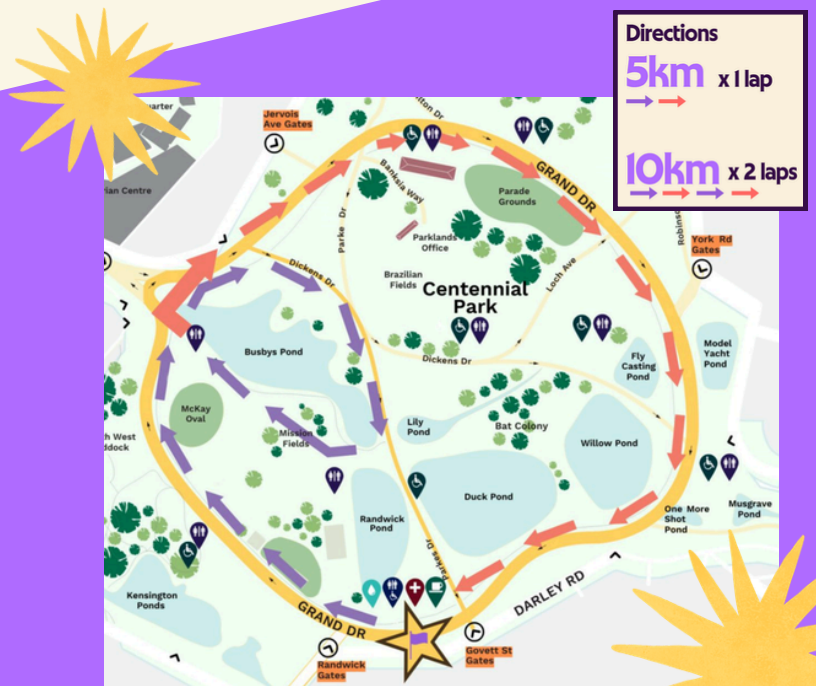 Directions
5km x 1 lap
10km x 2 laps
Jervois
Ave Gates
GRAND DR
Banksia Way
Parade
Grounds
Parke Dr
Parklands
Office
York Rd
Gates
Dickens Dr
Brazilian
Fields
Loch Ave
Centennial
Park
Model
Yacht
Pond
Busbys Pond
Dickens Dr
Fly
Casting
Pond
McKay
Oval
Mission
Fields
Lily
Pond
Bat Colony
Willow Pond
Duck Pond
Randwick
Pond
One More
Shot
Pond
Musgrave
Pond
Parkes Dr
Kensington
Ponds
DARLEY RD
GRAND DR
Randwick
Gates
Govett St
Gates